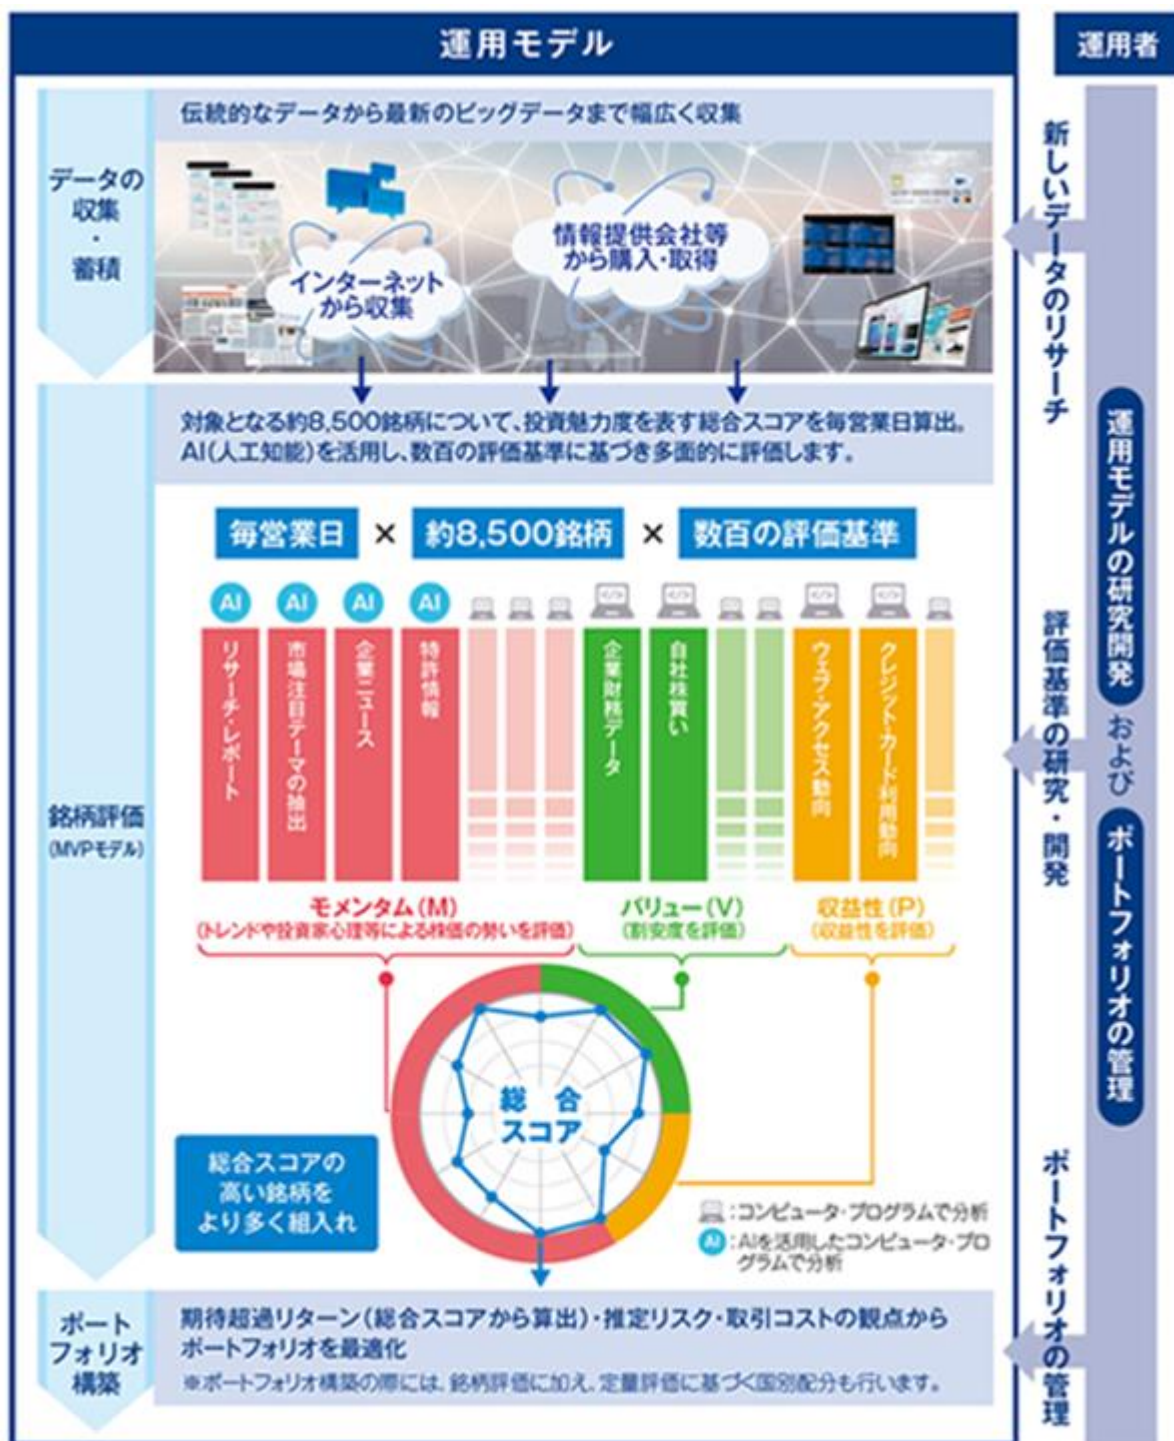 運用モデル
運用者
データの
収集
・
蓄積
伝統的なデータから最新のビッグデータまで幅広く収集
インターネット
から収集
情報提供会社等
から購入・取得
新しいデータのリサーチ
対象となる約8,500銘柄について、投資魅力度を表す総合スコアを毎営業日算出。
AI(人工知能)を活用し、数百の評価基準に基づき多面的に評価します。
毎営業日 × 約8,500銘柄 × 数百の評価基準
AI
AI
AI
AI
リサーチ・レポート
市場注目テーマの抽出
企業ニュース
特許情報
企業財務データ
自社株買い
ウェブ・アクセス動向
クレジット・カード利用動向
銘柄評価
(MVPモデル)
モメンタム(M)
(トレンドや投資家心理等による株価の勢いを評価)
バリュー(V)
(割安度を評価)
収益性(P)
(収益性を評価)
評価基準の研究・開発
運用モデルの研究開発
および
ポートフォリオの管理
総 合
スコア
総合スコアの
高い銘柄を
より多く組入れ
:コンピュータ・プログラムで分析
AI:AIを活用したコンピュータ・プロ
グラムで分析
ポート
フォリオ
構築
期待超過リターン(総合スコアから算出)・推定リスク・取引コストの観点から
ポートフォリオを最適化
※ポートフォリオ構築の際には、銘柄評価に加え、定量評価に基づく国別配分も行います。
ポートフォリオの管理